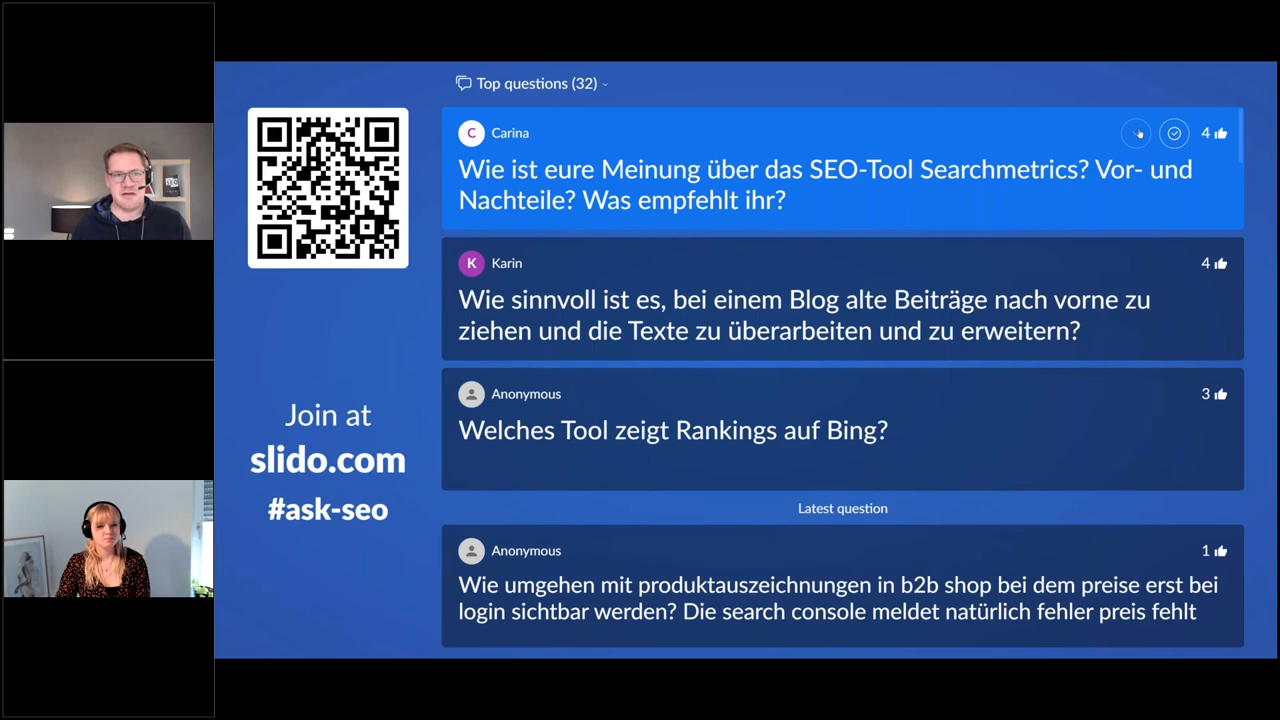 Top questions (32)
C
Carina
4
Wie ist eure Meinung über das SEO-Tool Searchmetrics? Vor- und
Nachteile? Was empfehlt ihr?
K
Karin
4
Wie sinnvoll ist es, bei einem Blog alte Beiträge nach vorne zu
ziehen und die Texte zu überarbeiten und zu erweitern?
Anonymous
3
Welches Tool zeigt Rankings auf Bing?
Latest question
Anonymous
1
Wie umgehen mit produktauszeichnungen in b2b shop bei dem preise erst bei
login sichtbar werden? Die search console meldet natürlich fehler preis fehlt
Join at
slido.com
#ask-seo